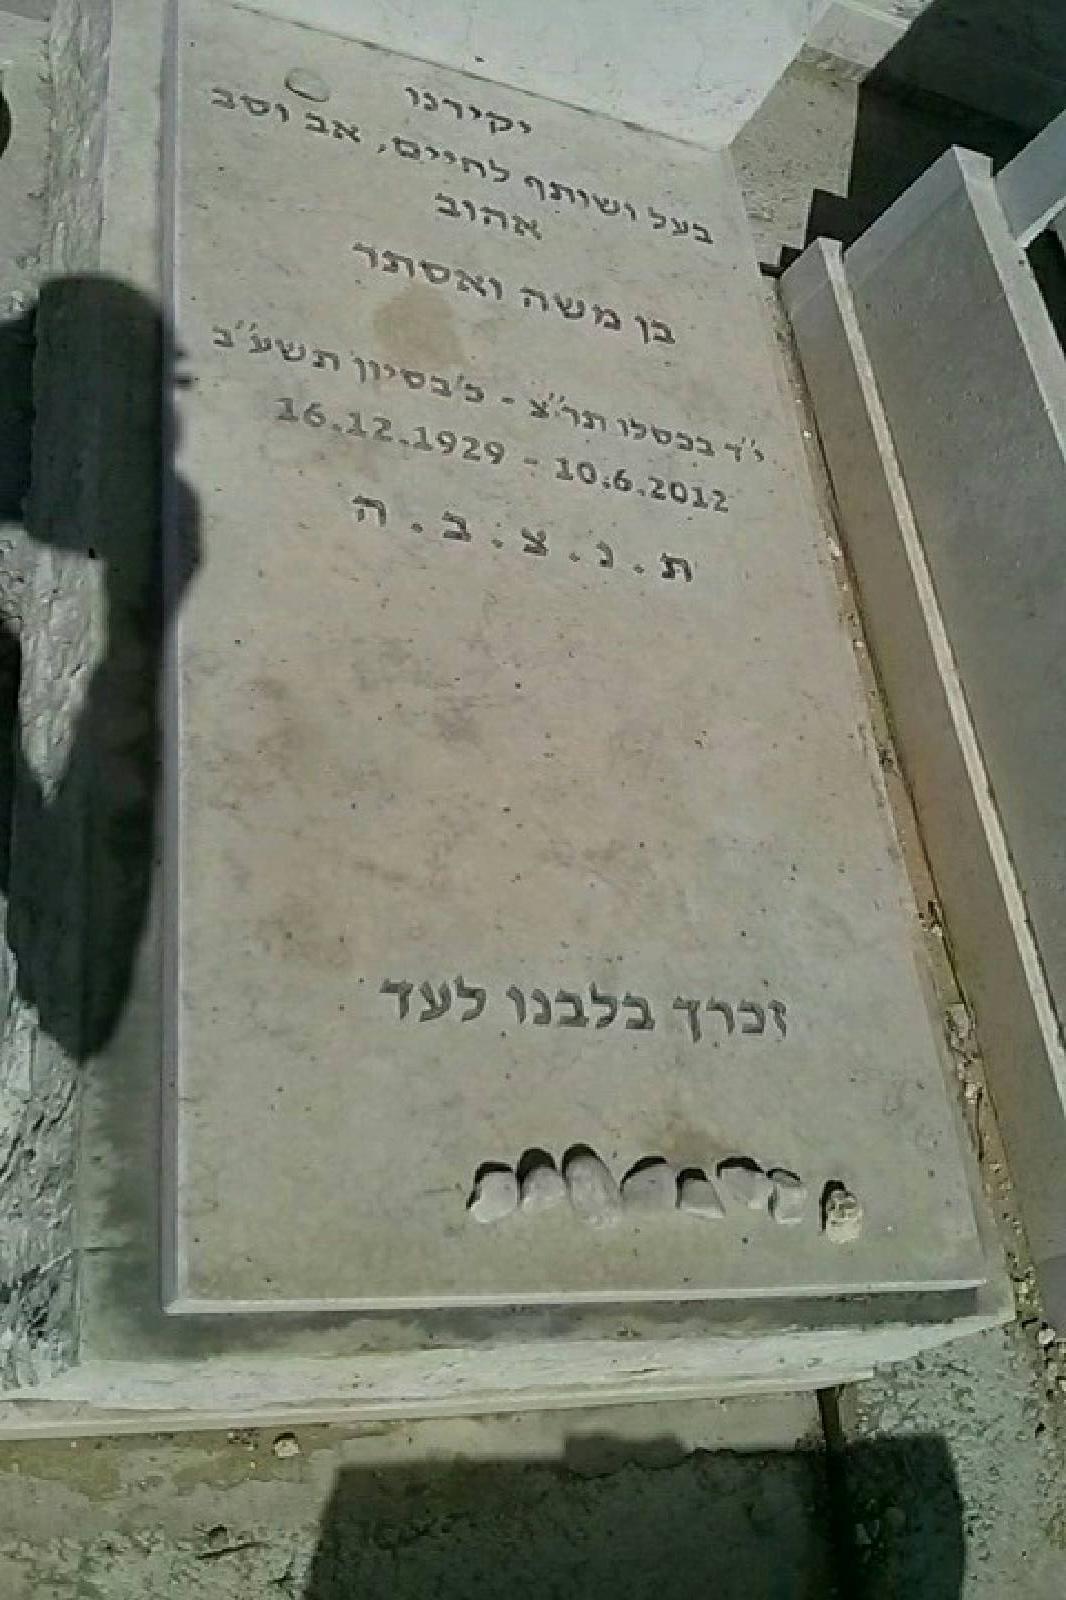 יקירנו
בעל ושותף לחיים, אב וסב
אהוב
בן משה ואסתר
י"ד בכסלו תר"צ - כ'בסיון תשע"ב
16.12.1929 - 10.6.2012
ת.נ.צ.ב.ה
זכרך בלבנו לעד